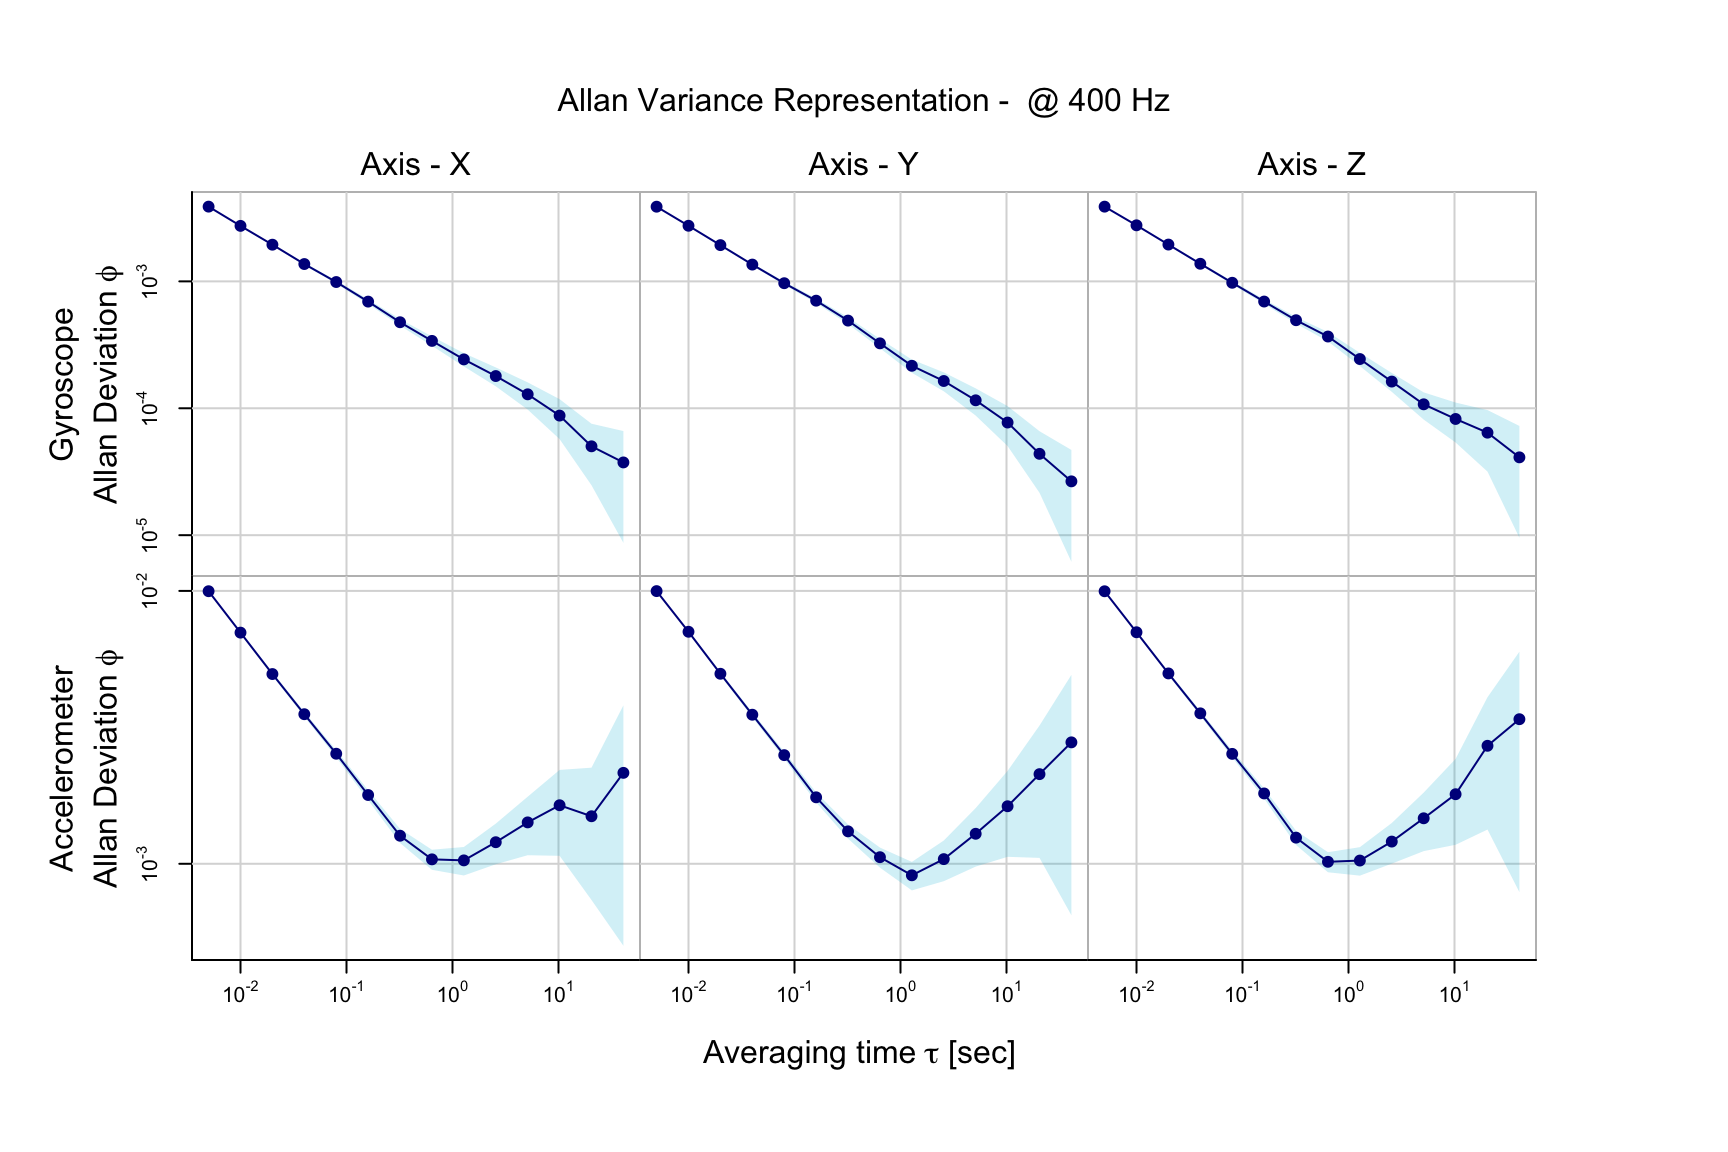 Allan Variance Representation -  @ 400 Hz
Axis - X
Axis - Y
Axis - Z
Gyroscope
Allan Deviation ϕ
10⁻³
10⁻⁴
10⁻⁵
Accelerometer
Allan Deviation ϕ
10⁻²
10⁻³
10⁻² 10⁻¹ 10⁰ 10¹ 10⁻² 10⁻¹ 10⁰ 10¹ 10⁻² 10⁻¹ 10⁰ 10¹
Averaging time τ [sec]